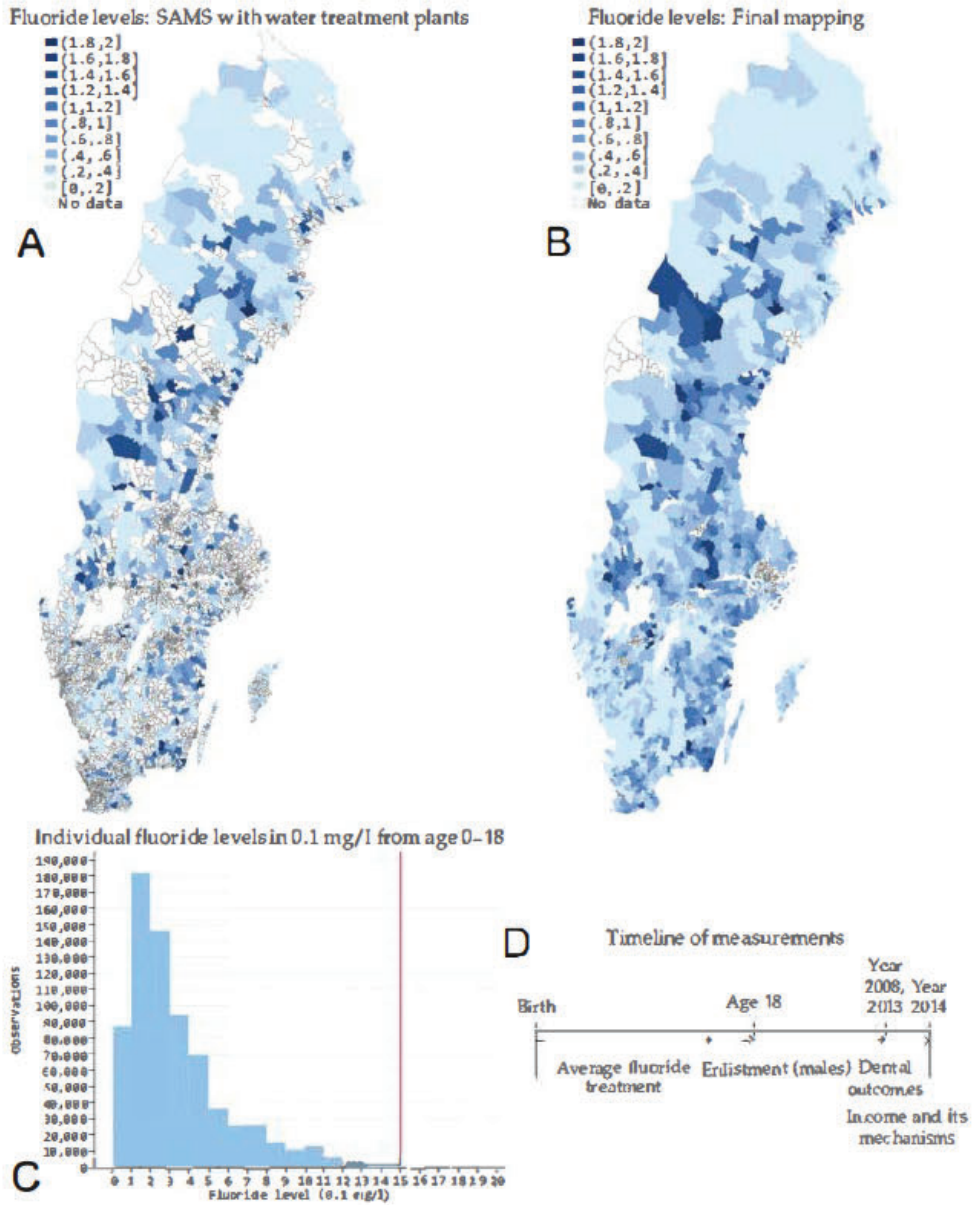 Fluoride levels: SAMS with water treatment plants
(1.8,2]
(1.6,1.8]
(1.4,1.6]
(1.2,1.4]
(1,1.2]
(.8,1]
(.6,.8]
(.4,.6]
(.2,.4]
[0,.2]
No data
A
Fluoride levels: Final mapping
(1.8,2]
(1.6,1.8]
(1.4,1.6]
(1.2,1.4]
(1,1.2]
(.8,1]
(.6,.8]
(.4,.6]
(.2,.4]
[0,.2]
No data
B
Individual fluoride levels in 0.1 mg/l from age 0-18
190,000
180,000
170,000
160,000
150,000
140,000
130,000
120,000
110,000
100,000
90,000
80,000
70,000
60,000
50,000
40,000
30,000
20,000
10,000
0
Observations
0 1 2 3 4 5 6 7 8 9 10 11 12 13 14 15 16 17 18 19 20
Fluoride level (0.1 mg/l)
C
D
Timeline of measurements
Birth
Age 18
Year
2008,
2013
Year
2014
Average fluoride
treatment
Enlistment (males)
Dental
outcomes
Income and its
mechanisms